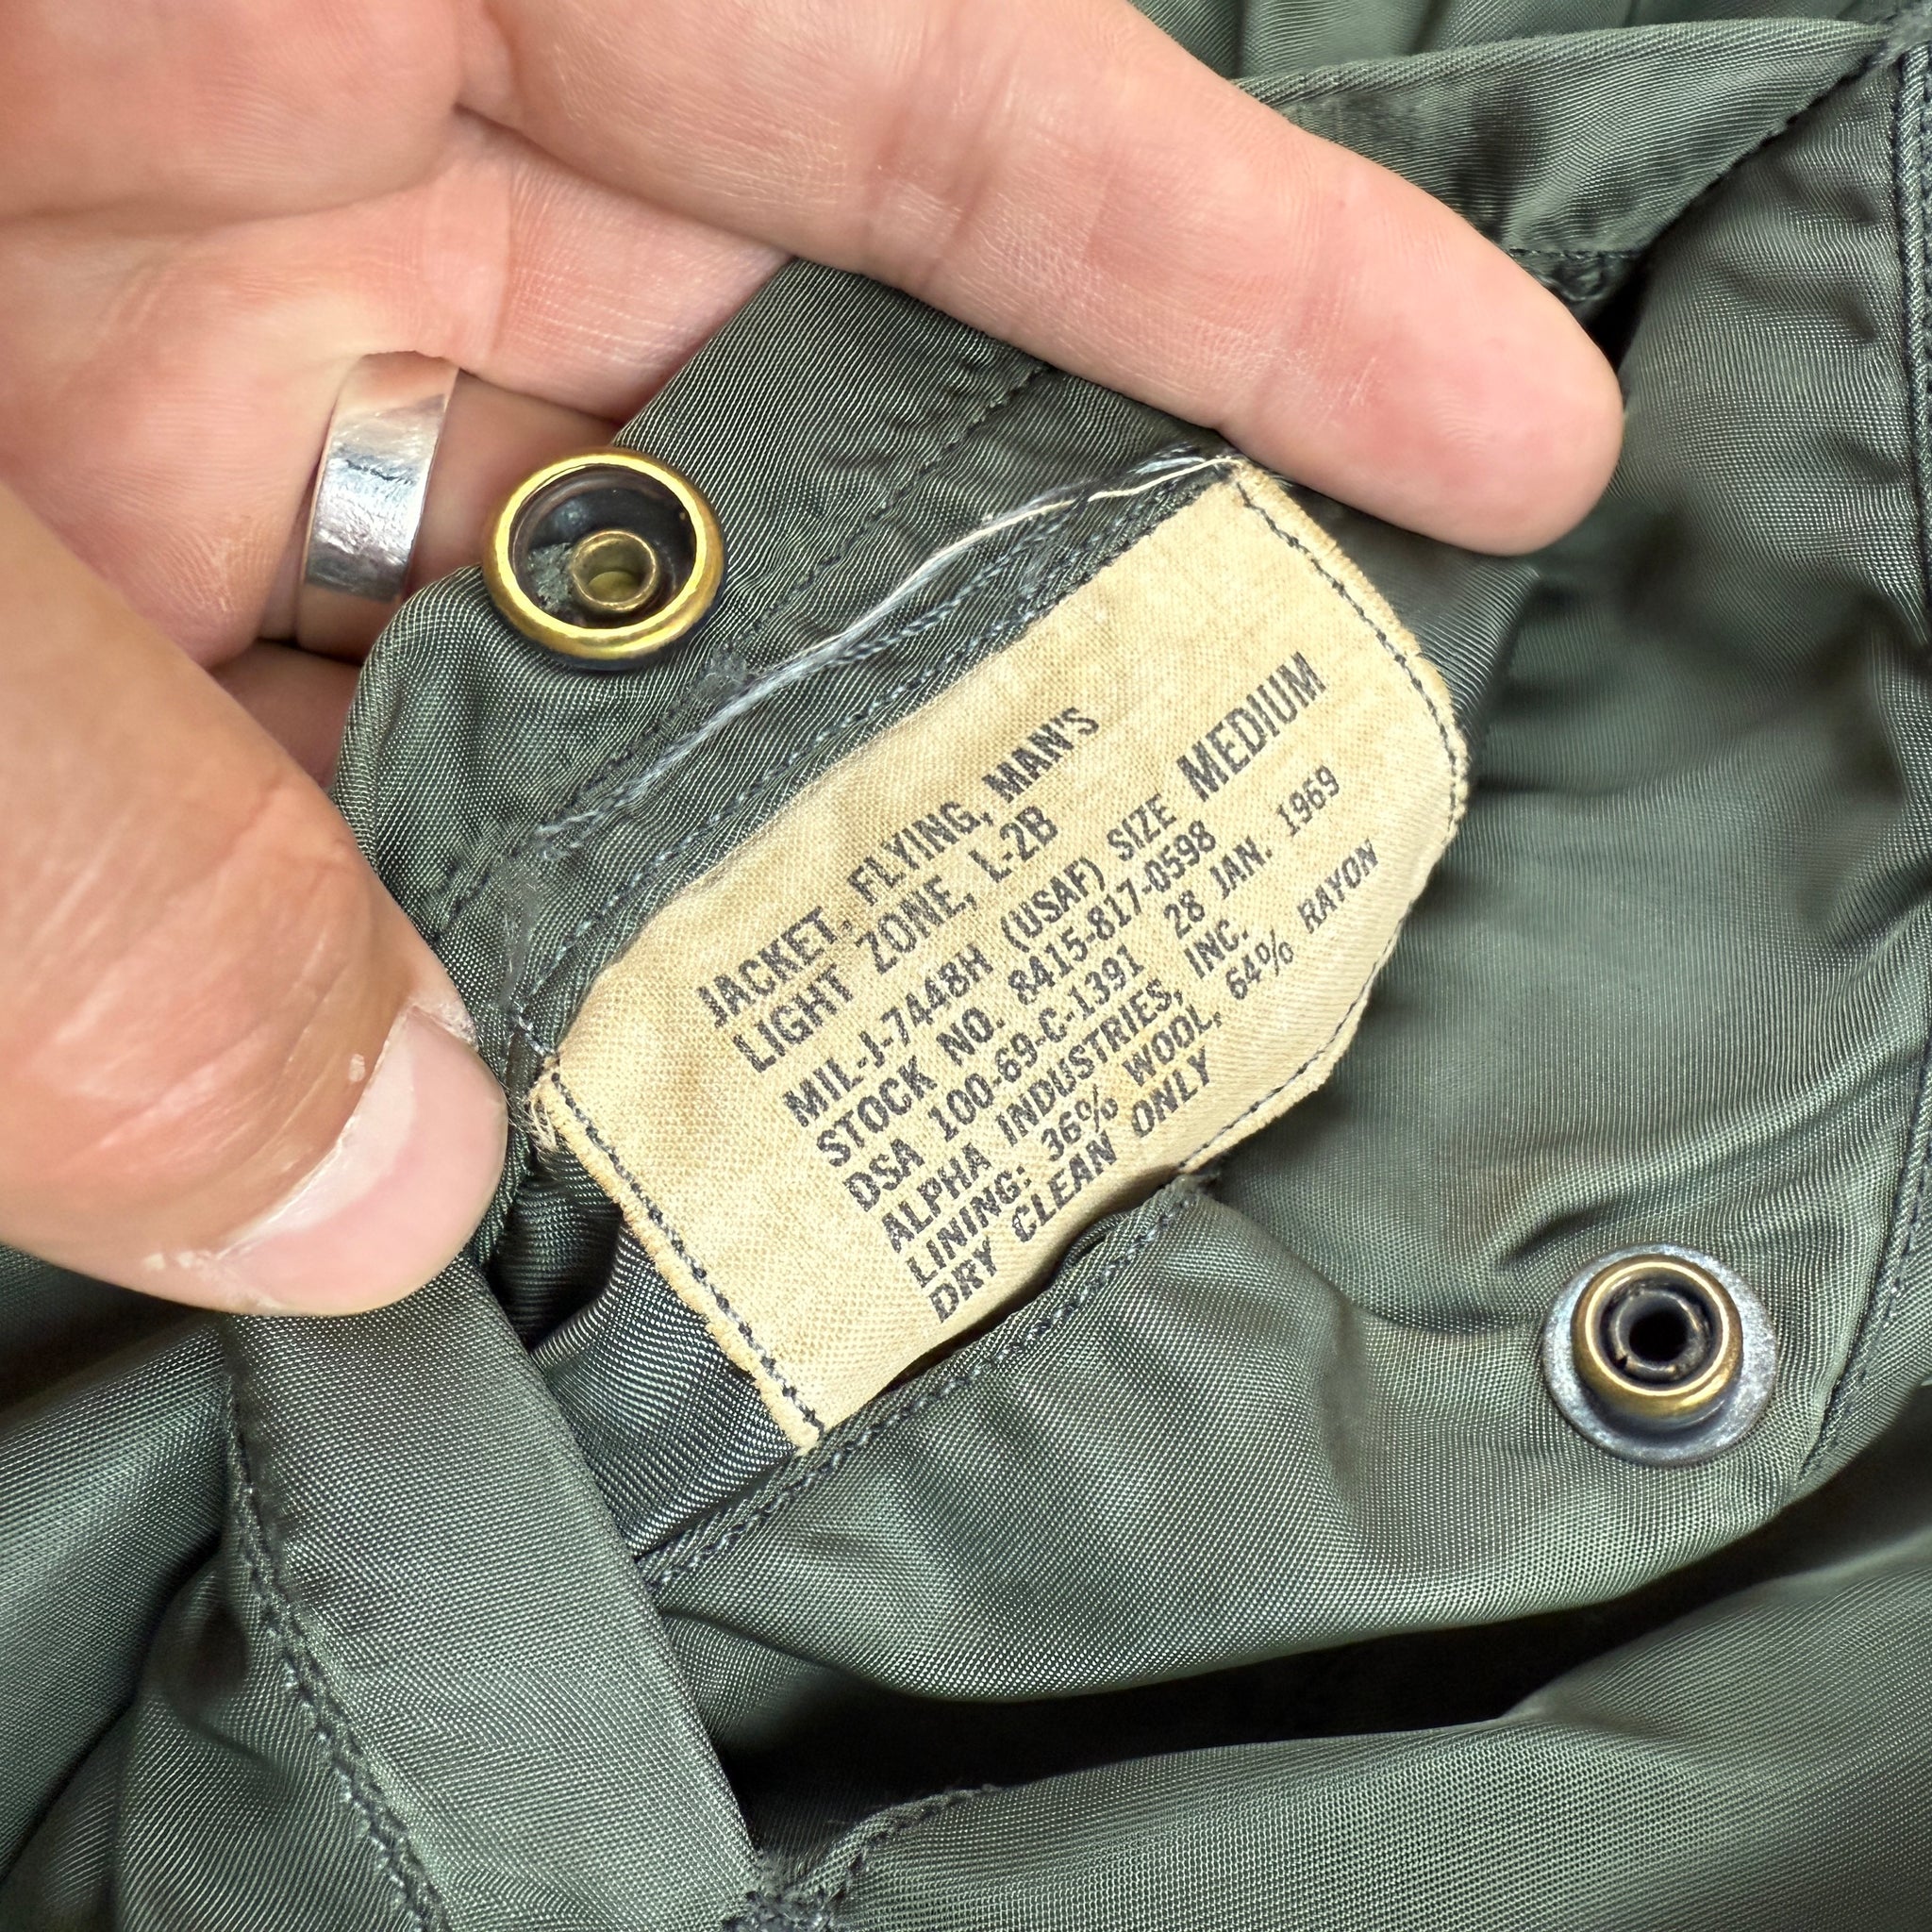 JACKET, FLYING, MAN'S
LIGHT ZONE, L-2B
MIL-J-7448H (USAF) SIZE MEDIUM
STOCK NO. 8415-817-0598
DSA 100-69-C-1391 28 JAN. 1969
ALPHA INDUSTRIES, INC.
LINING: 36% WOOL, 64% RAYON
DRY CLEAN ONLY